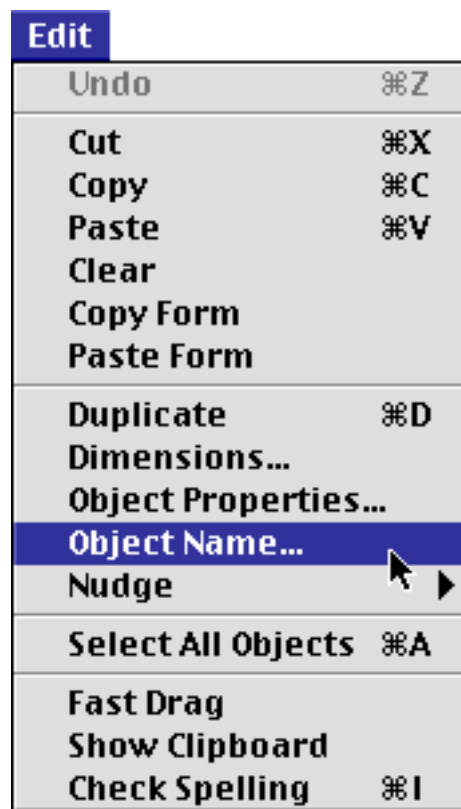 Edit
Undo ⌘Z
Cut ⌘X
Copy ⌘C
Paste ⌘V
Clear
Copy Form
Paste Form
Duplicate ⌘D
Dimensions...
Object Properties...
Object Name...
Nudge
Select All Objects ⌘A
Fast Drag
Show Clipboard
Check Spelling ⌘I